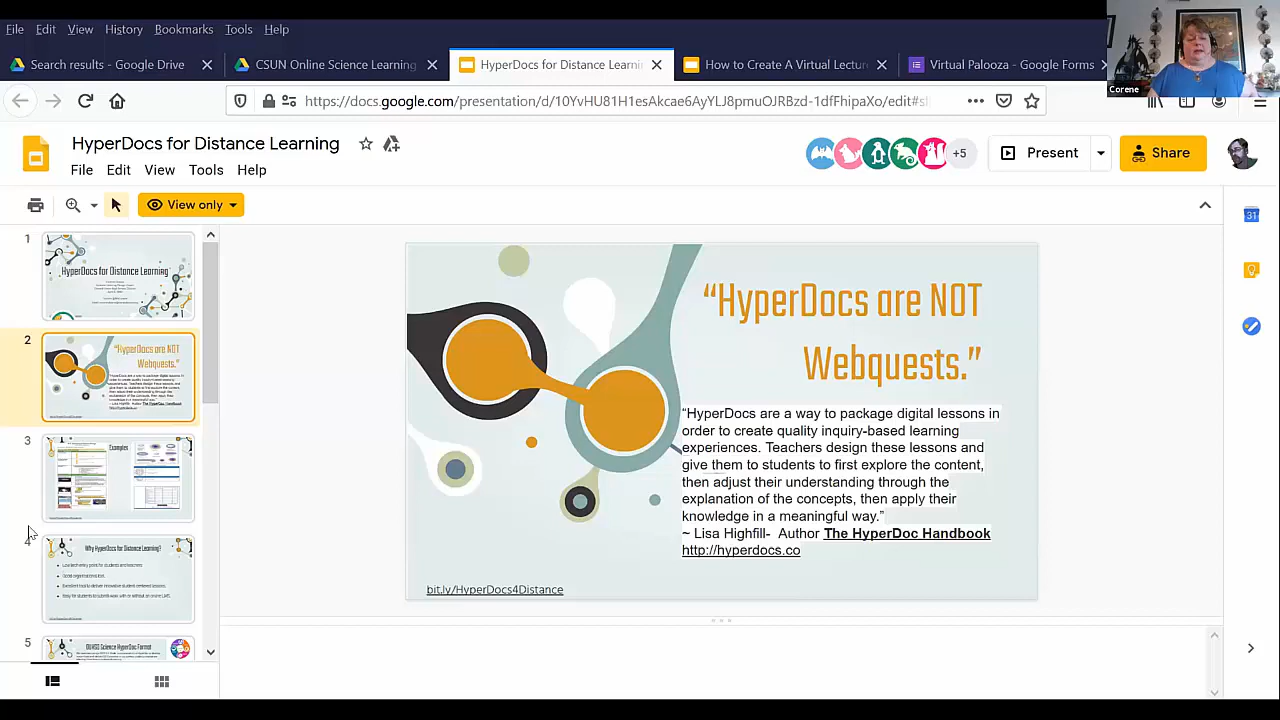 File Edit View History Bookmarks Tools Help
Search results - Google Drive
CSUN Online Science Learning
HyperDocs for Distance Learni
How to Create A Virtual Lectur
Virtual Palooza - Google Forms
Corene
https://docs.google.com/presentation/d/10YvHU81H1esAkcae6AyYLJ8pmuOJRBzd-1dfFhipaXo/edit#sl
HyperDocs for Distance Learning
File Edit View Tools Help
+5
Present
Share
View only
31
1
HyperDocs for Distance Learning
2
"HyperDocs are NOT
Webquests."
3
Examples
4
Why HyperDocs for Distance Learning?
5
“HyperDocs are NOT
Webquests.”
“HyperDocs are a way to package digital lessons in
order to create quality inquiry-based learning
experiences. Teachers design these lessons and
give them to students to first explore the content,
then adjust their understanding through the
explanation of the concepts, then apply their
knowledge in a meaningful way.”
~ Lisa Highfill- Author The HyperDoc Handbook
http://hyperdocs.co
bit.ly/HyperDocs4Distance